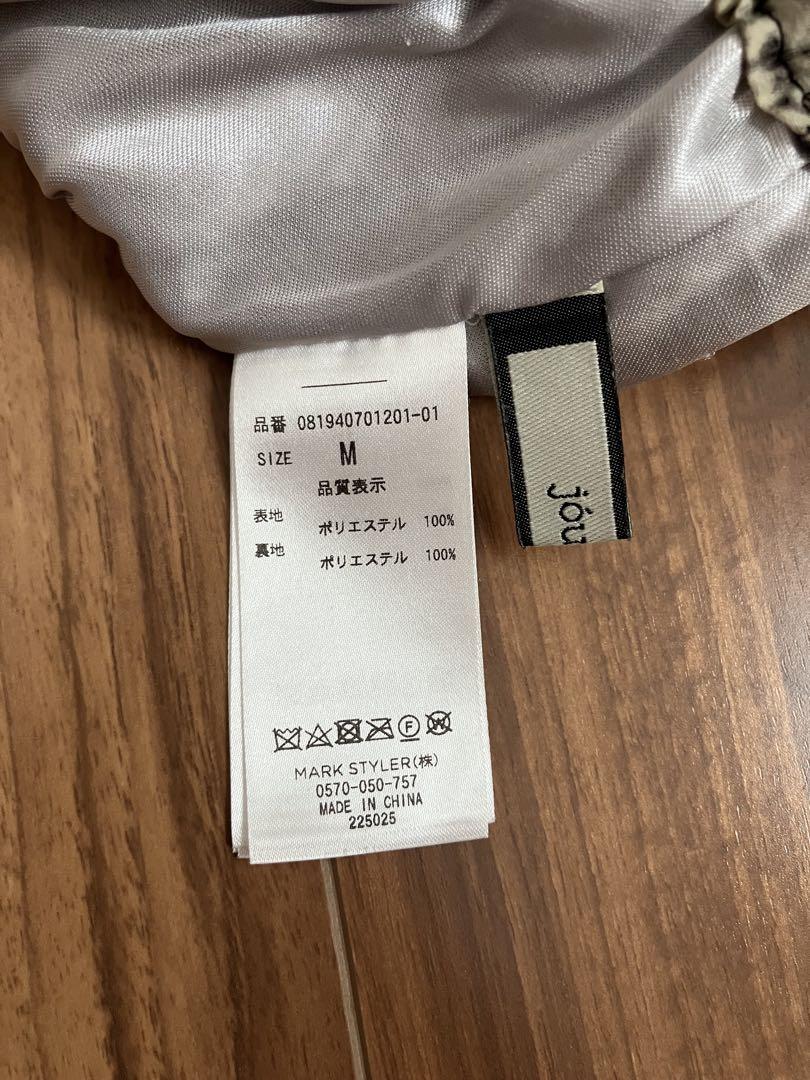 品番 081940701201-01
SIZE M
品質表示
表地 ポリエステル 100%
裏地 ポリエステル 100%
MARK STYLER(株)
0570-050-757
MADE IN CHINA
225025
jóu